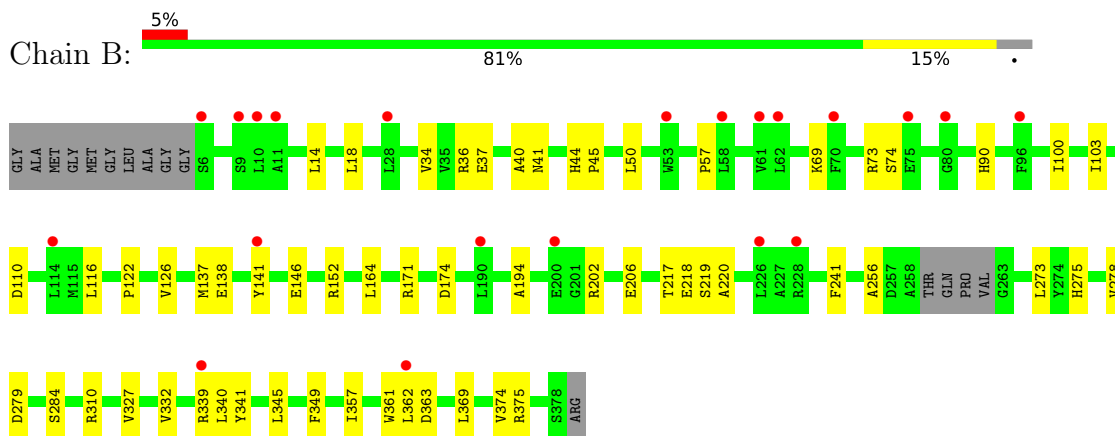 5%
Chain B:
81% 15% •
GLY ALA MET GLY MET GLY LEU ALA GLY GLY S6 S9 L10 A11 L14 L18 L28 V34 V35 R36 E37 A40 N41 H44 P45 L50 W53 P57 L58 V61 L62 K69 F70 R73 S74 E75 G80 H90 F96 I100 I103
D110 L114 M115 L116 P122 V126 M137 E138 Y141 E146 R152 L164 R171 D174 L190 A194 E200 G201 R202 E206 T217 E218 S219 A220 L226 A227 R228 F241 A256 D257 A258 THR GLN PRO VAL G263 L273 Y274 H275
D279 S284 R310 V327 V332 R339 L340 Y341 L345 F349 I357 W361 L362 D363 L369 V374 R375 S378 ARG